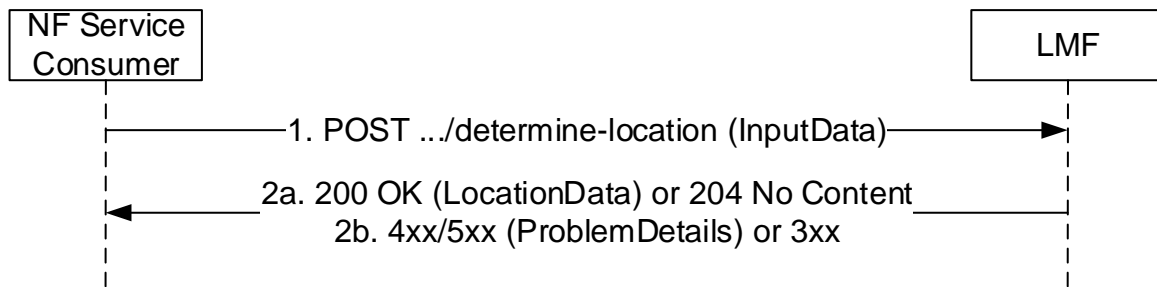 NF Service
Consumer
LMF
1. POST .../determine-location (InputData)
2a. 200 OK (LocationData) or 204 No Content
2b. 4xx/5xx (ProblemDetails) or 3xx